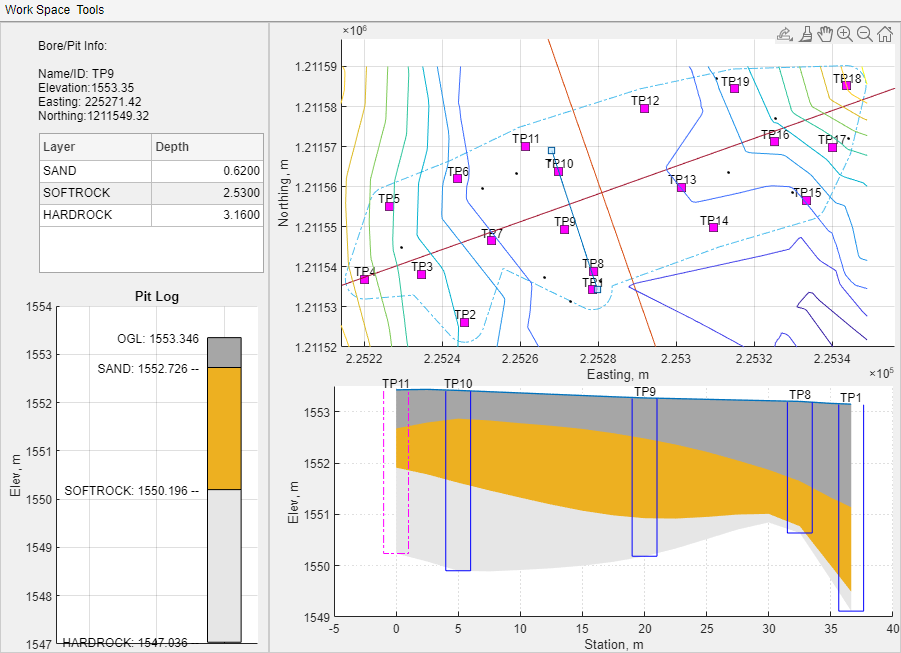 Work Space Tools
Bore/Pit Info:
Name/ID: TP9
Elevation:1553.35
Easting: 225271.42
Northing:1211549.32
Layer Depth
SAND 0.6200
SOFTROCK 2.5300
HARDROCK 3.1600
Pit Log
1554
1553
1552
1551
1550
1549
1548
1547
Elev, m
OGL: 1553.346
SAND: 1552.726 --
SOFTROCK: 1550.196 --
HARDROCK: 1547.036 --
×10⁶
1.21159
1.21158
1.21157
1.21156
1.21155
1.21154
1.21153
1.21152
Northing, m
TP18
TP19
TP12
TP16
TP17
TP11
TP10
TP6
TP13
TP15
TP5
TP14
TP9
TP7
TP8
TP4
TP3
TP1
TP2
2.2522 2.2524 2.2526 2.2528 2.253 2.2532 2.2534
×10⁵
Easting, m
TP11 TP10 TP9 TP8 TP1
1553
1552
1551
1550
1549
Elev, m
-5 0 5 10 15 20 25 30 35 40
Station, m